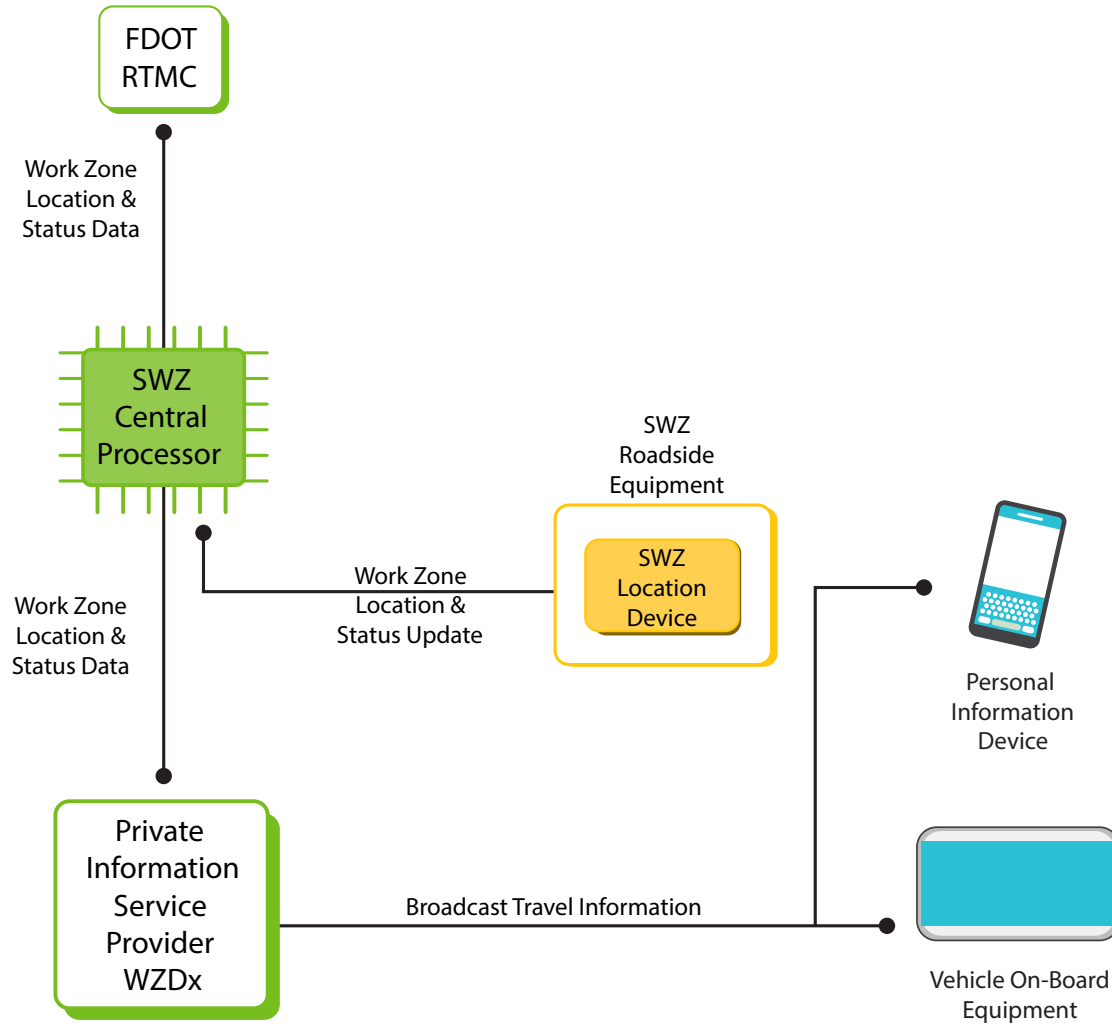 FDOT
RTMC
Work Zone
Location &
Status Data
SWZ
Central
Processor
SWZ
Roadside
Equipment
SWZ
Location
Device
Work Zone
Location &
Status Update
Work Zone
Location &
Status Data
Personal
Information
Device
Private
Information
Service
Provider
WZDx
Broadcast Travel Information
Vehicle On-Board
Equipment